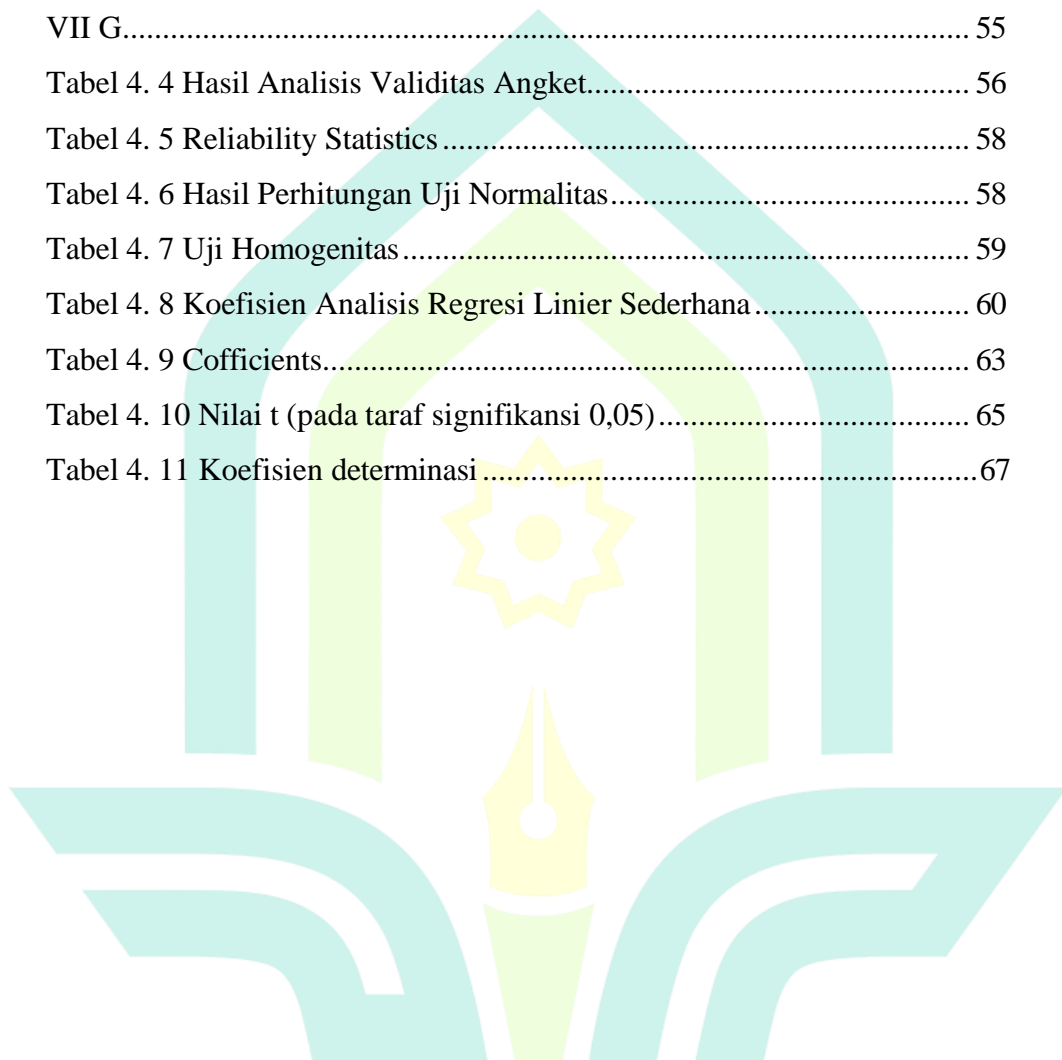 VII G.......................................................................................................... 55
Tabel 4. 4 Hasil Analisis Validitas Angket................................................ 56
Tabel 4. 5 Reliability Statistics .................................................................. 58
Tabel 4. 6 Hasil Perhitungan Uji Normalitas............................................. 58
Tabel 4. 7 Uji Homogenitas ....................................................................... 59
Tabel 4. 8 Koefisien Analisis Regresi Linier Sederhana ........................... 60
Tabel 4. 9 Cofficients................................................................................. 63
Tabel 4. 10 Nilai t (pada taraf signifikansi 0,05) ....................................... 65
Tabel 4. 11 Koefisien determinasi ..............................................................67